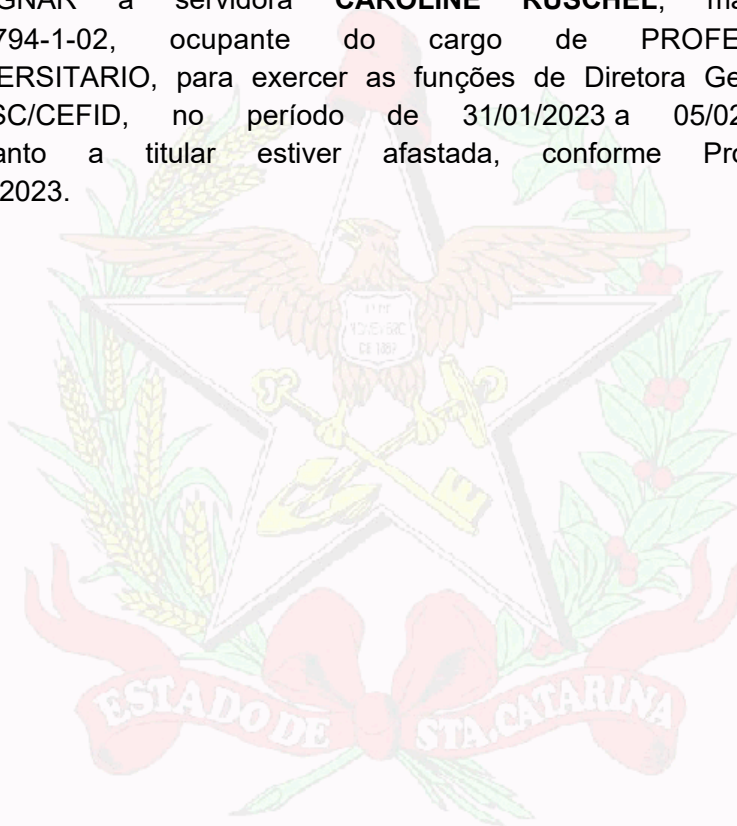 GNAR a servidora CAROLINE RUSCHEL, ma
794-1-02, ocupante do cargo de PROFE
ERSITARIO, para exercer as funções de Diretora Ge
SC/CEFID, no período de 31/01/2023 a 05/02
anto a titular estiver afastada, conforme Pro
2023.
ESTADO DE STA.CATARINA